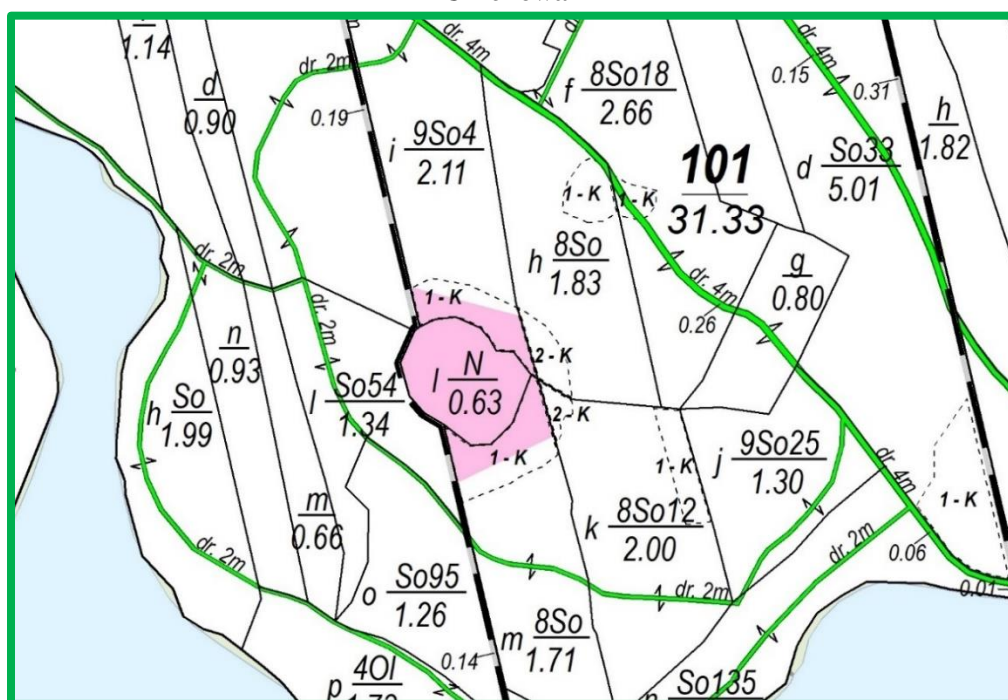 1.14
dr. 2m
dr. 4m
dr. 4m
d
0.90
0.19
i 9So4
2.11
f 8So18
2.66
0.15
0.31
h
1.82
101
31.33
d So33
5.01
1-K
1-K
h 8So
1.83
g
0.80
dr. 2m
dr. 2m
1-K
dr. 4m
0.26
n
0.93
l N
0.63
2-K
2-K
h So
1.99
l So54
1.34
1-K
1-K
j 9So25
1.30
dr. 4m
1-K
m
0.66
k 8So12
2.00
dr. 2m
0.06
dr. 2m
o So95
1.26
dr. 2m
0.01
m 8So
1.71
0.14
p 4Ol
So135